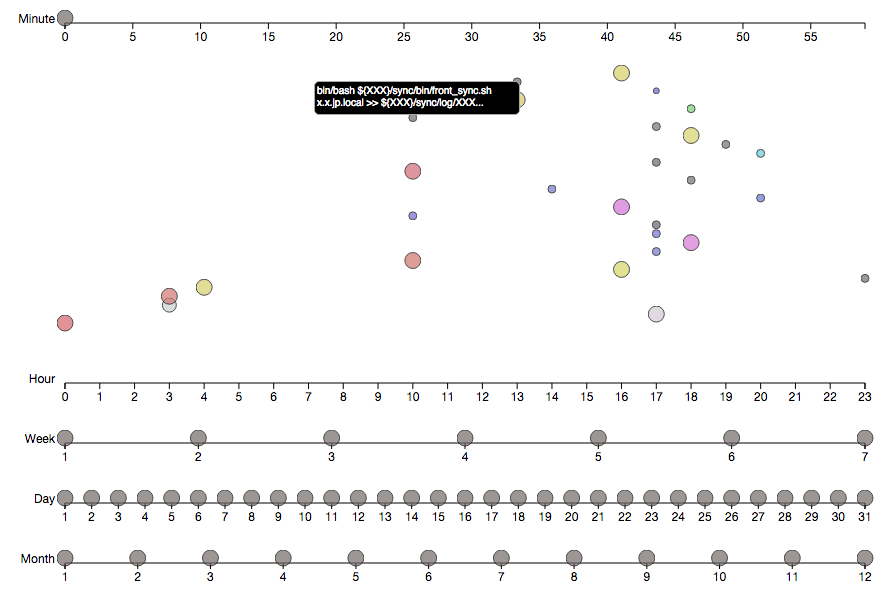 Minute
0 5 10 15 20 25 30 35 40 45 50 55
bin/bash ${XXX}/sync/bin/front_sync.sh
x.x.jp.local >> ${XXX}/sync/log/XXX...
Hour
0 1 2 3 4 5 6 7 8 9 10 11 12 13 14 15 16 17 18 19 20 21 22 23
Week
1 2 3 4 5 6 7
Day
1 2 3 4 5 6 7 8 9 10 11 12 13 14 15 16 17 18 19 20 21 22 23 24 25 26 27 28 29 30 31
Month
1 2 3 4 5 6 7 8 9 10 11 12